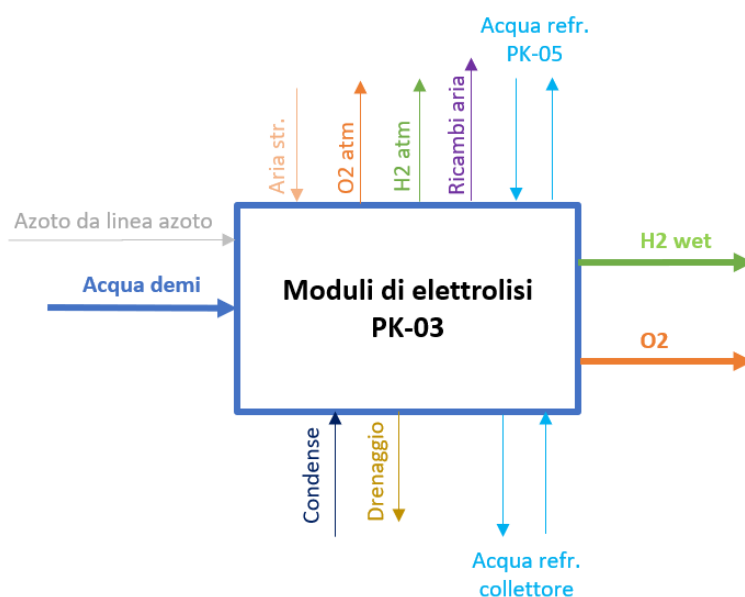 Acqua refr.
PK-05
Aria str.
O2 atm
H2 atm
Ricambi aria
Azoto da linea azoto
H2 wet
Acqua demi
Moduli di elettrolisi
PK-03
O2
Condense
Drenaggio
Acqua refr.
collettore